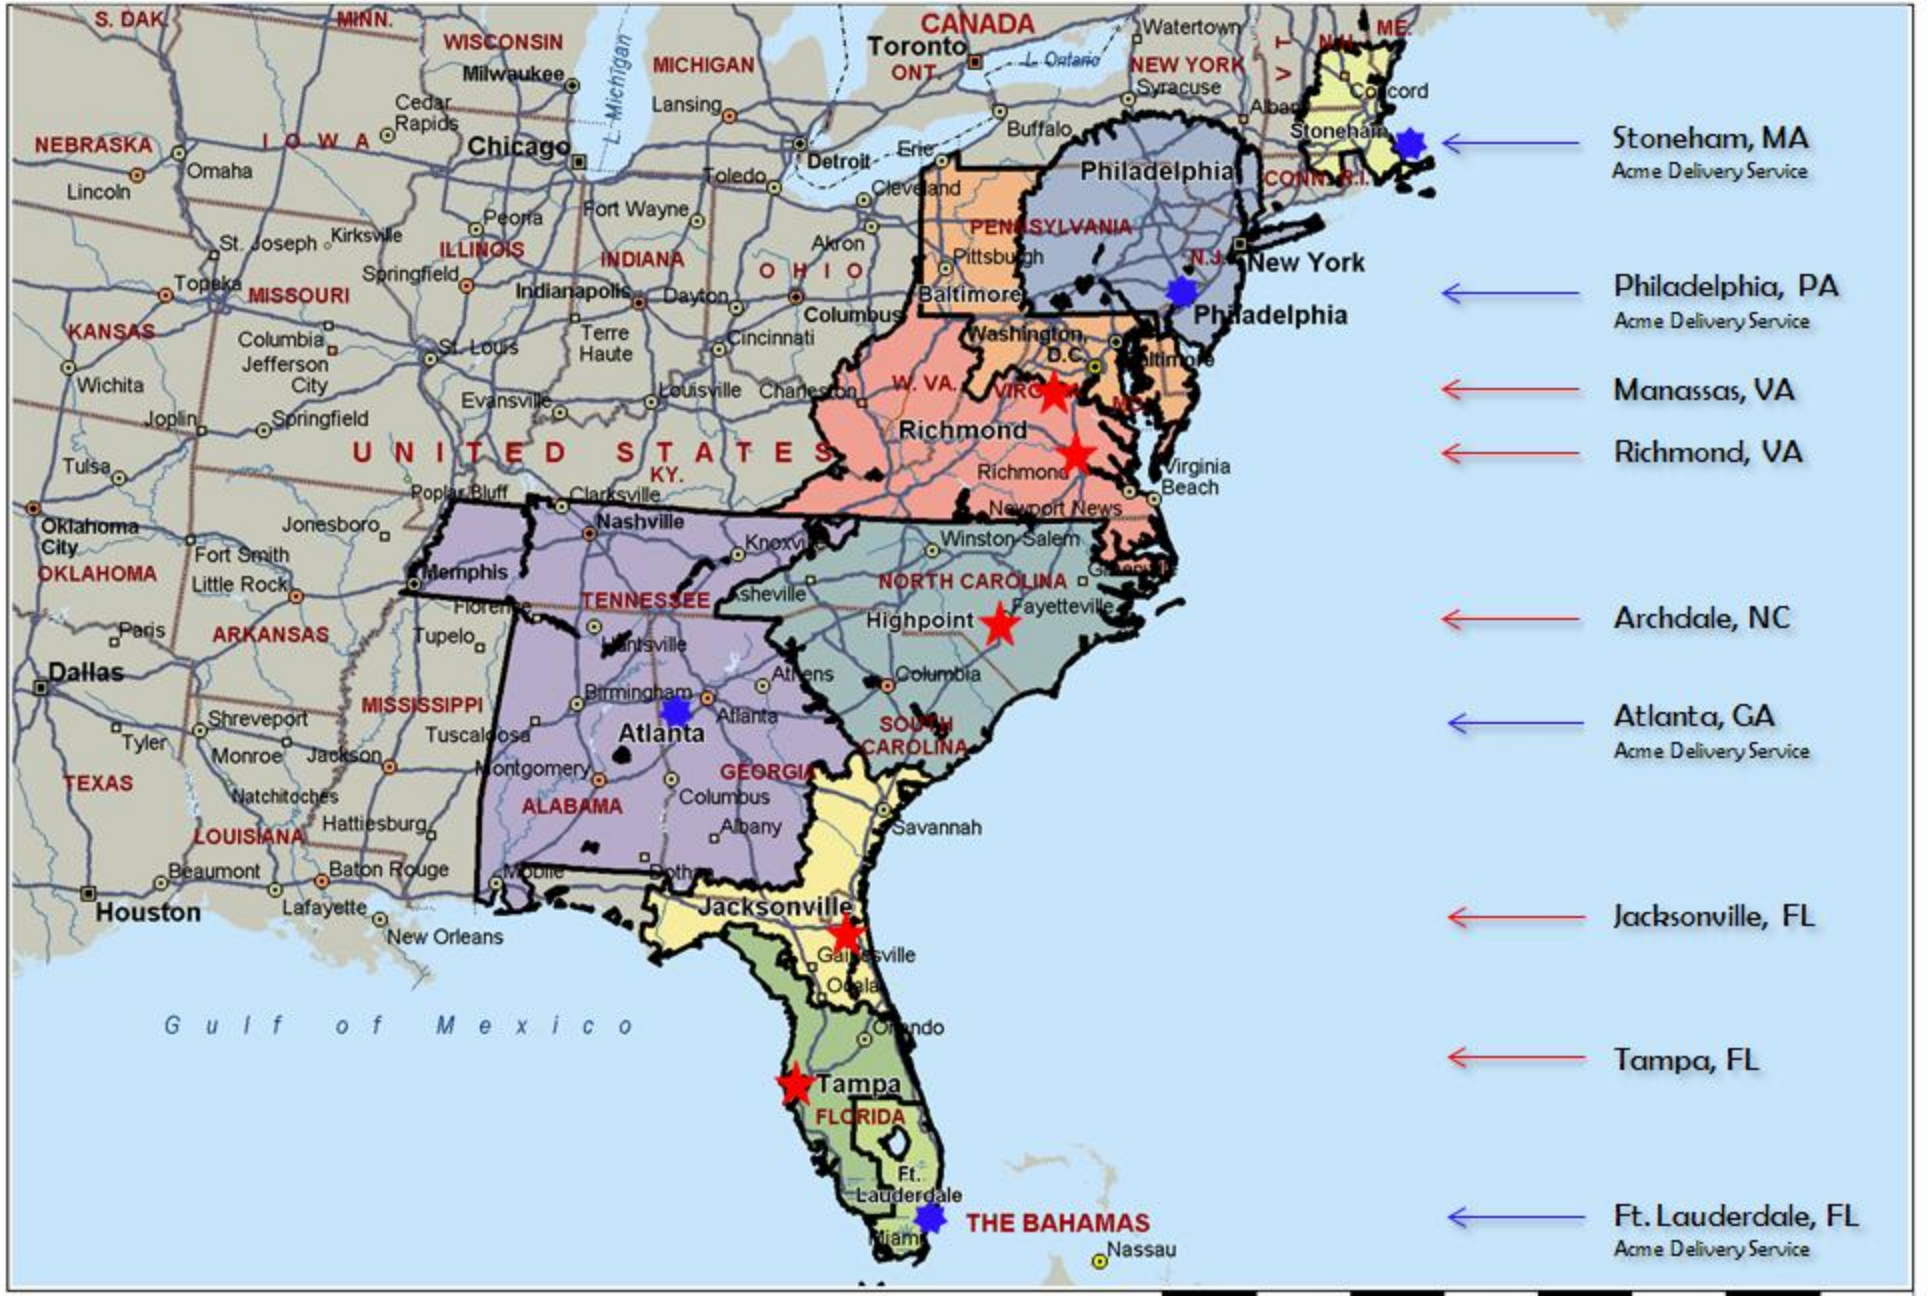 S. DAK.
MINN.
WISCONSIN
Milwaukee
L. Michigan
MICHIGAN
Lansing
CANADA
Toronto
ONT.
L. Ontario
Watertown
NEW YORK
Syracuse
V T
N.H.
ME.
Concord
Stoneham
Buffalo
Erie
Cedar
Rapids
NEBRASKA
I O W A
Omaha
Lincoln
Chicago
Detroit
Toledo
Cleveland
Philadelphia
CONN.
R.I.
Stoneham, MA
Acme Delivery Service
Peoria
Fort Wayne
Akron
St. Joseph
Kirksville
ILLINOIS
INDIANA
O H I O
PENNSYLVANIA
Pittsburgh
N.J.
New York
Topeka
Springfield
MISSOURI
Indianapolis
Dayton
Columbus
Baltimore
Philadelphia
Philadelphia, PA
Acme Delivery Service
KANSAS
Columbia
Jefferson
City
St. Louis
Terre
Haute
Cincinnati
Washington,
D.C.
Baltimore
Wichita
Evansville
Louisville
Charleston
W. VA.
VIRGINIA
MD.
Manassas, VA
Joplin
Springfield
Richmond
U N I T E D S T A T E S
KY.
Richmond
Virginia
Beach
Richmond, VA
Tulsa
Poplar Bluff
Clarksville
Newport News
Oklahoma
City
Jonesboro
Nashville
Knoxville
Winston-Salem
Fort Smith
OKLAHOMA
Little Rock
Memphis
NORTH CAROLINA
Greenville
Asheville
TENNESSEE
Florence
Fayetteville
Highpoint
Archdale, NC
Paris
ARKANSAS
Tupelo
Huntsville
Dallas
Athens
Columbia
Birmingham
MISSISSIPPI
Shreveport
Tuscaloosa
Atlanta
Atlanta
SOUTH
CAROLINA
Atlanta, GA
Acme Delivery Service
Tyler
Monroe
Jackson
Montgomery
GEORGIA
TEXAS
Natchitoches
ALABAMA
Columbus
Hattiesburg
Albany
Savannah
LOUISIANA
Beaumont
Baton Rouge
Mobile
Dothan
Houston
Lafayette
New Orleans
Jacksonville
Jacksonville, FL
Gainesville
Ocala
G u l f o f M e x i c o
Orlando
Tampa
Tampa, FL
FLORIDA
Ft.
Lauderdale
Miami
THE BAHAMAS
Nassau
Ft. Lauderdale, FL
Acme Delivery Service